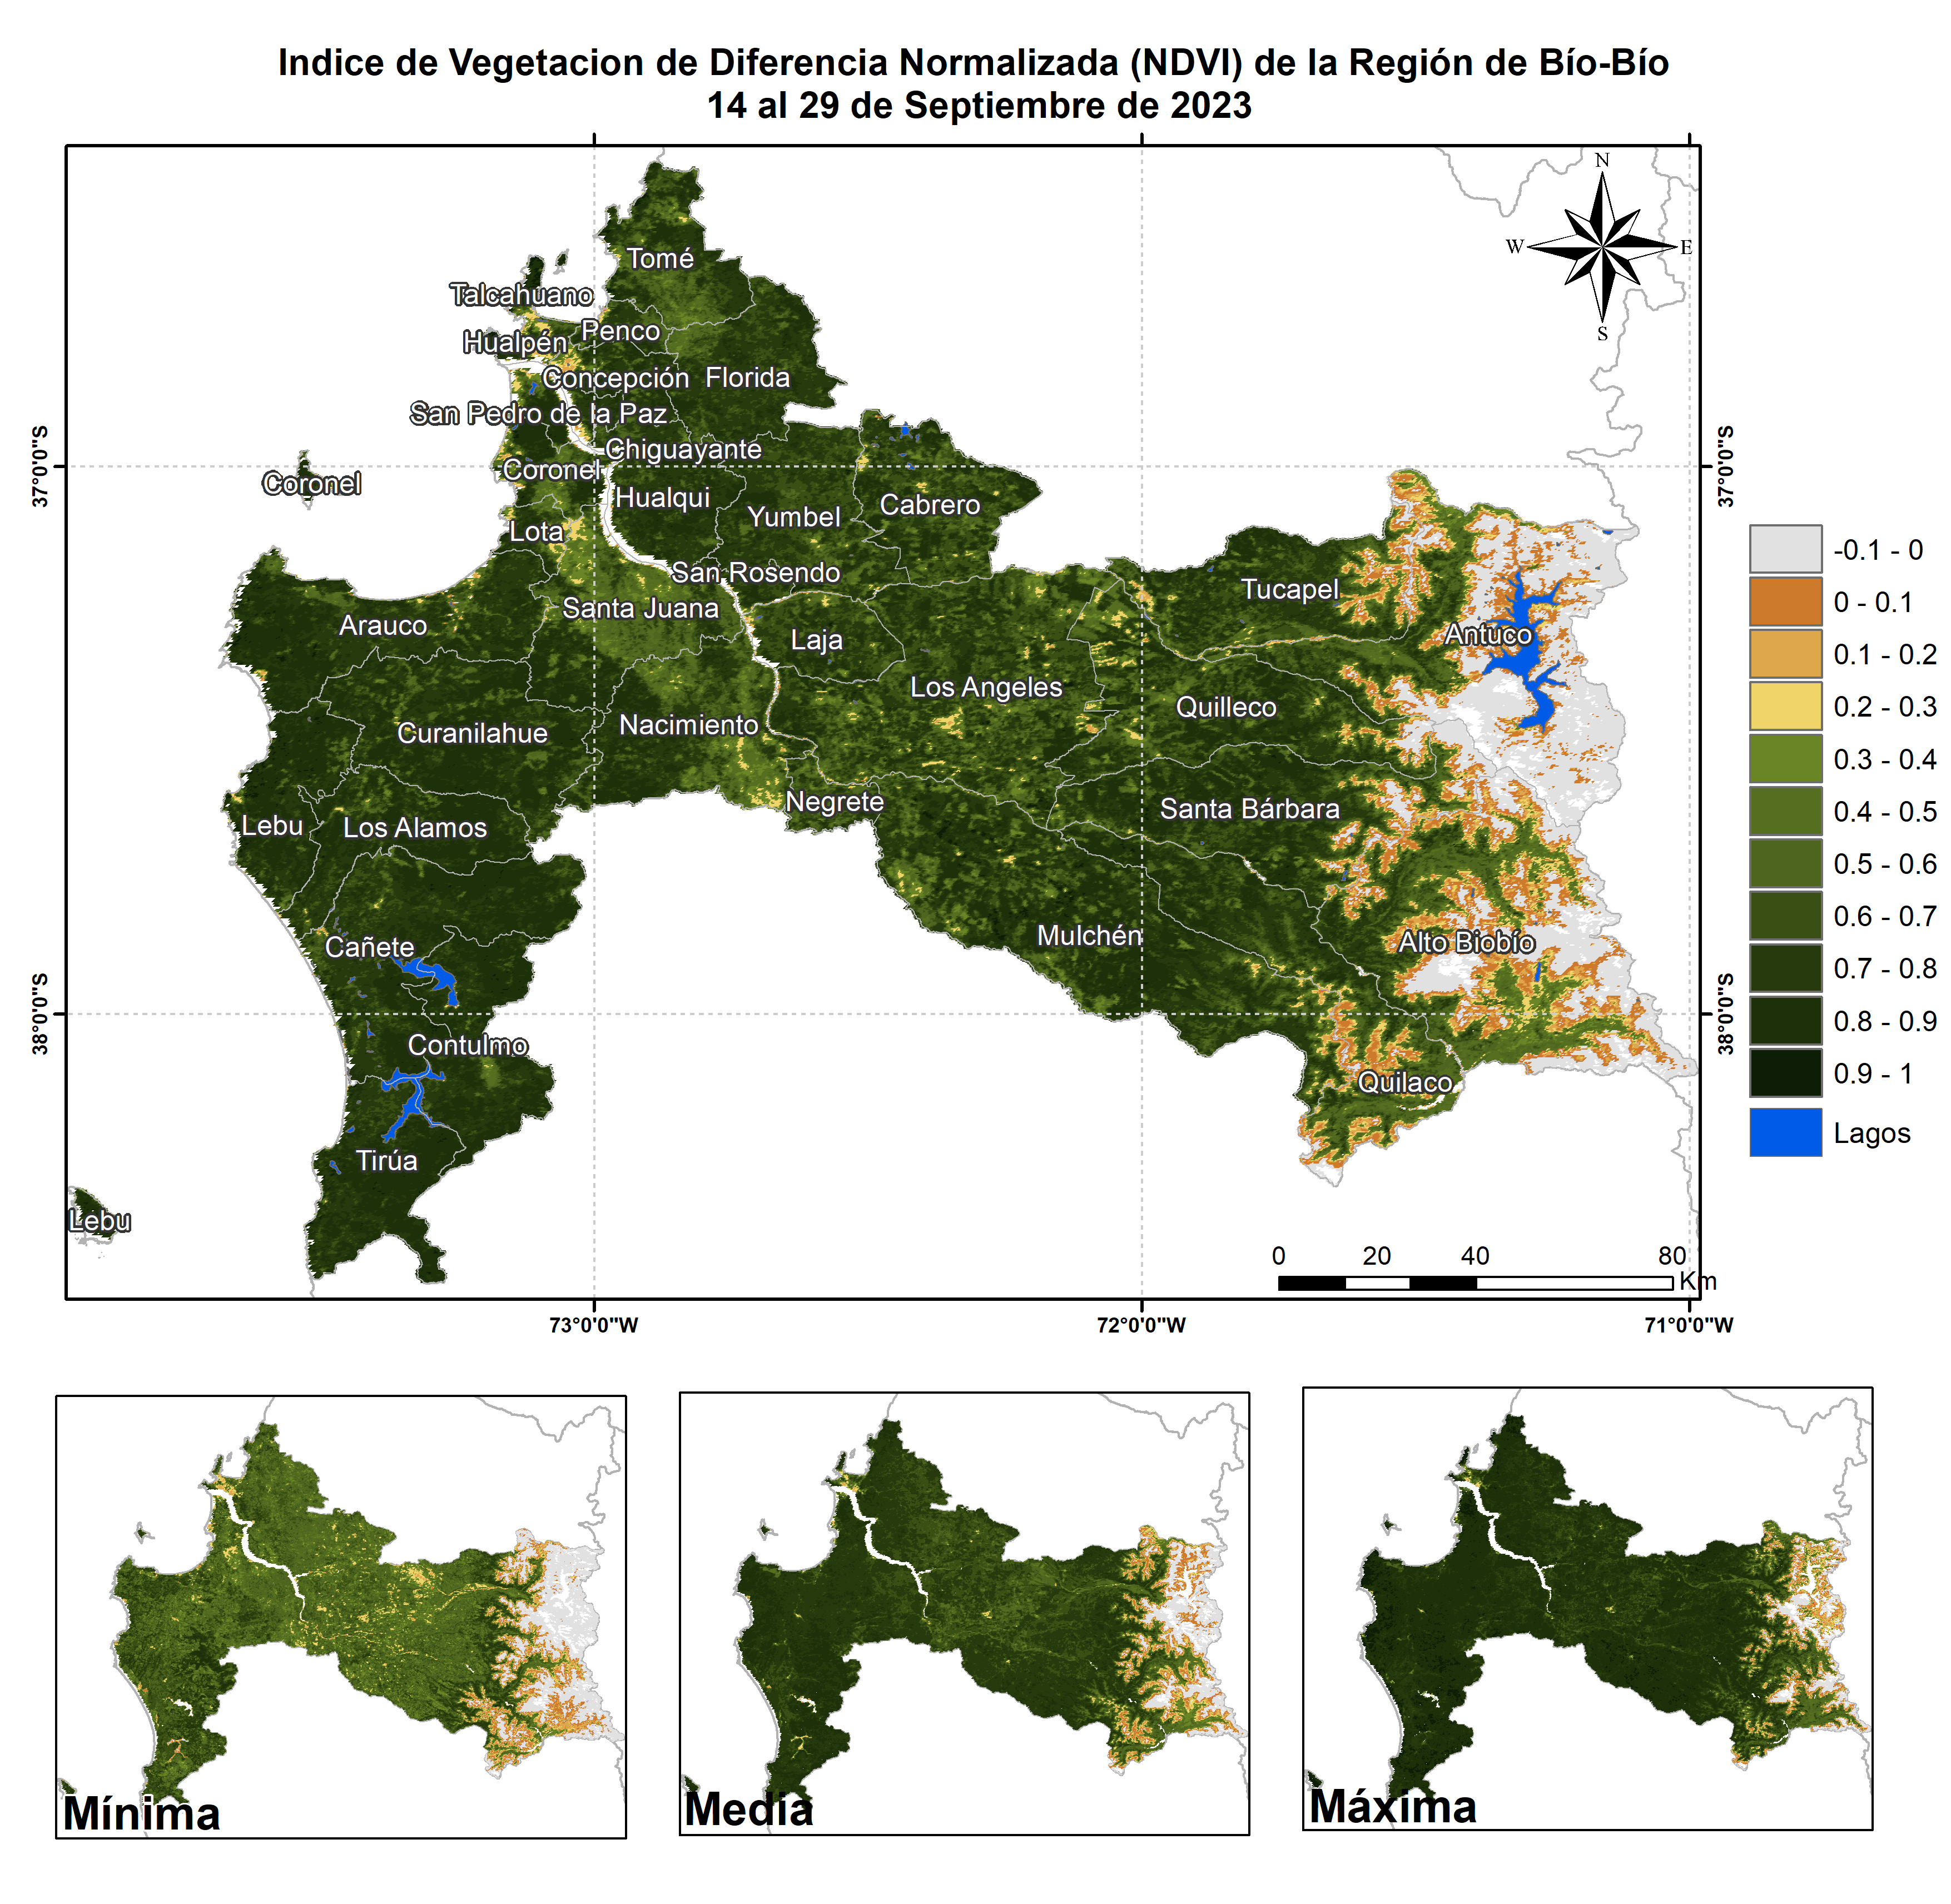 Indice de Vegetacion de Diferencia Normalizada (NDVI) de la Región de Bío-Bío
14 al 29 de Septiembre de 2023
N
W
E
S
Tomé
Talcahuano
Penco
Hualpén
Concepción
Florida
San Pedro de la Paz
Chiguayante
Coronel
Coronel
Hualqui
Yumbel
Cabrero
Lota
San Rosendo
Tucapel
Santa Juana
Arauco
Laja
Antuco
Los Angeles
Quilleco
Nacimiento
Curanilahue
Negrete
Santa Bárbara
Lebu
Los Alamos
Cañete
Mulchén
Alto Biobío
Contulmo
Quilaco
Tirúa
Lebu
37°0'0"S
37°0'0"S
38°0'0"S
38°0'0"S
73°0'0"W
72°0'0"W
71°0'0"W
0 20 40 80
Km
-0.1 - 0
0 - 0.1
0.1 - 0.2
0.2 - 0.3
0.3 - 0.4
0.4 - 0.5
0.5 - 0.6
0.6 - 0.7
0.7 - 0.8
0.8 - 0.9
0.9 - 1
Lagos
Mínima
Media
Máxima